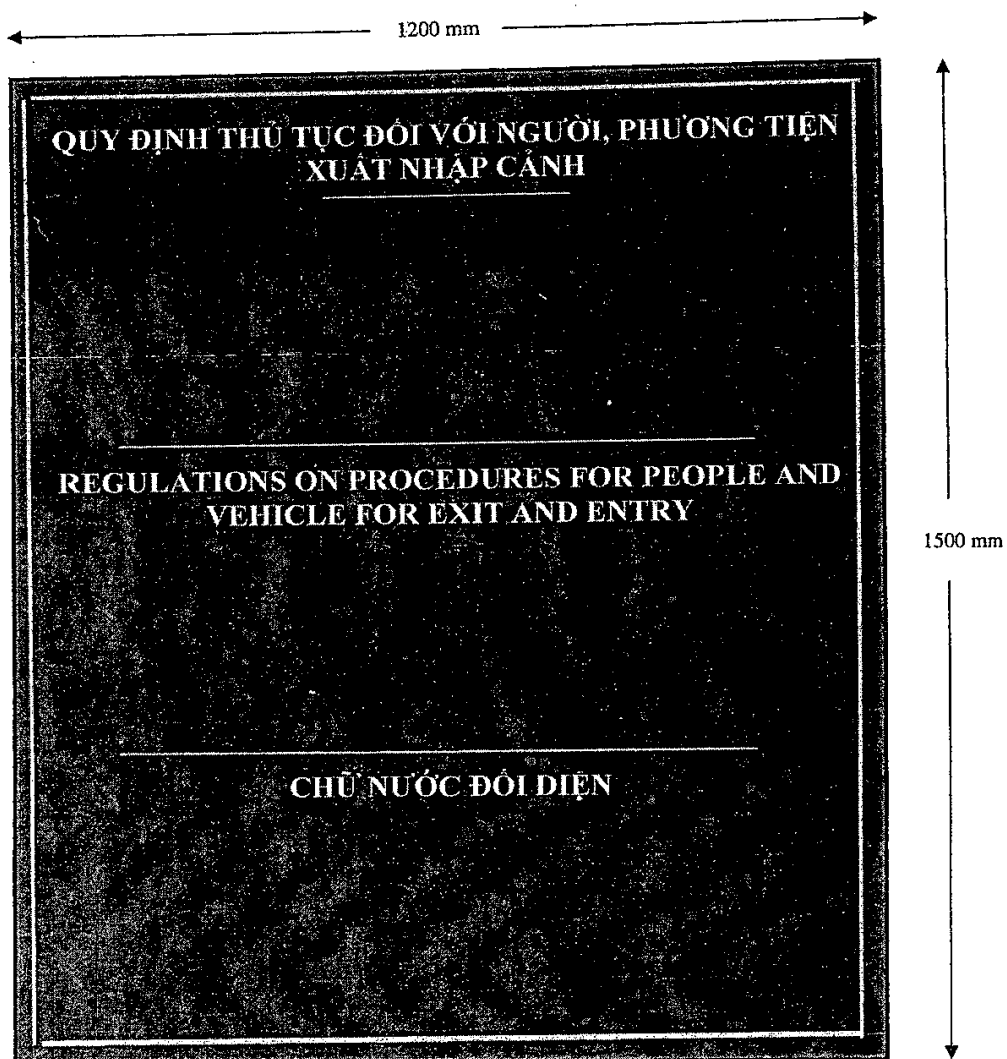 1200 mm
QUY ĐỊNH THỦ TỤC ĐỐI VỚI NGƯỜI, PHƯƠNG TIỆN
XUẤT NHẬP CẢNH
REGULATIONS ON PROCEDURES FOR PEOPLE AND
VEHICLE FOR EXIT AND ENTRY
1500 mm
CHỮ NƯỚC ĐỐI DIỆN